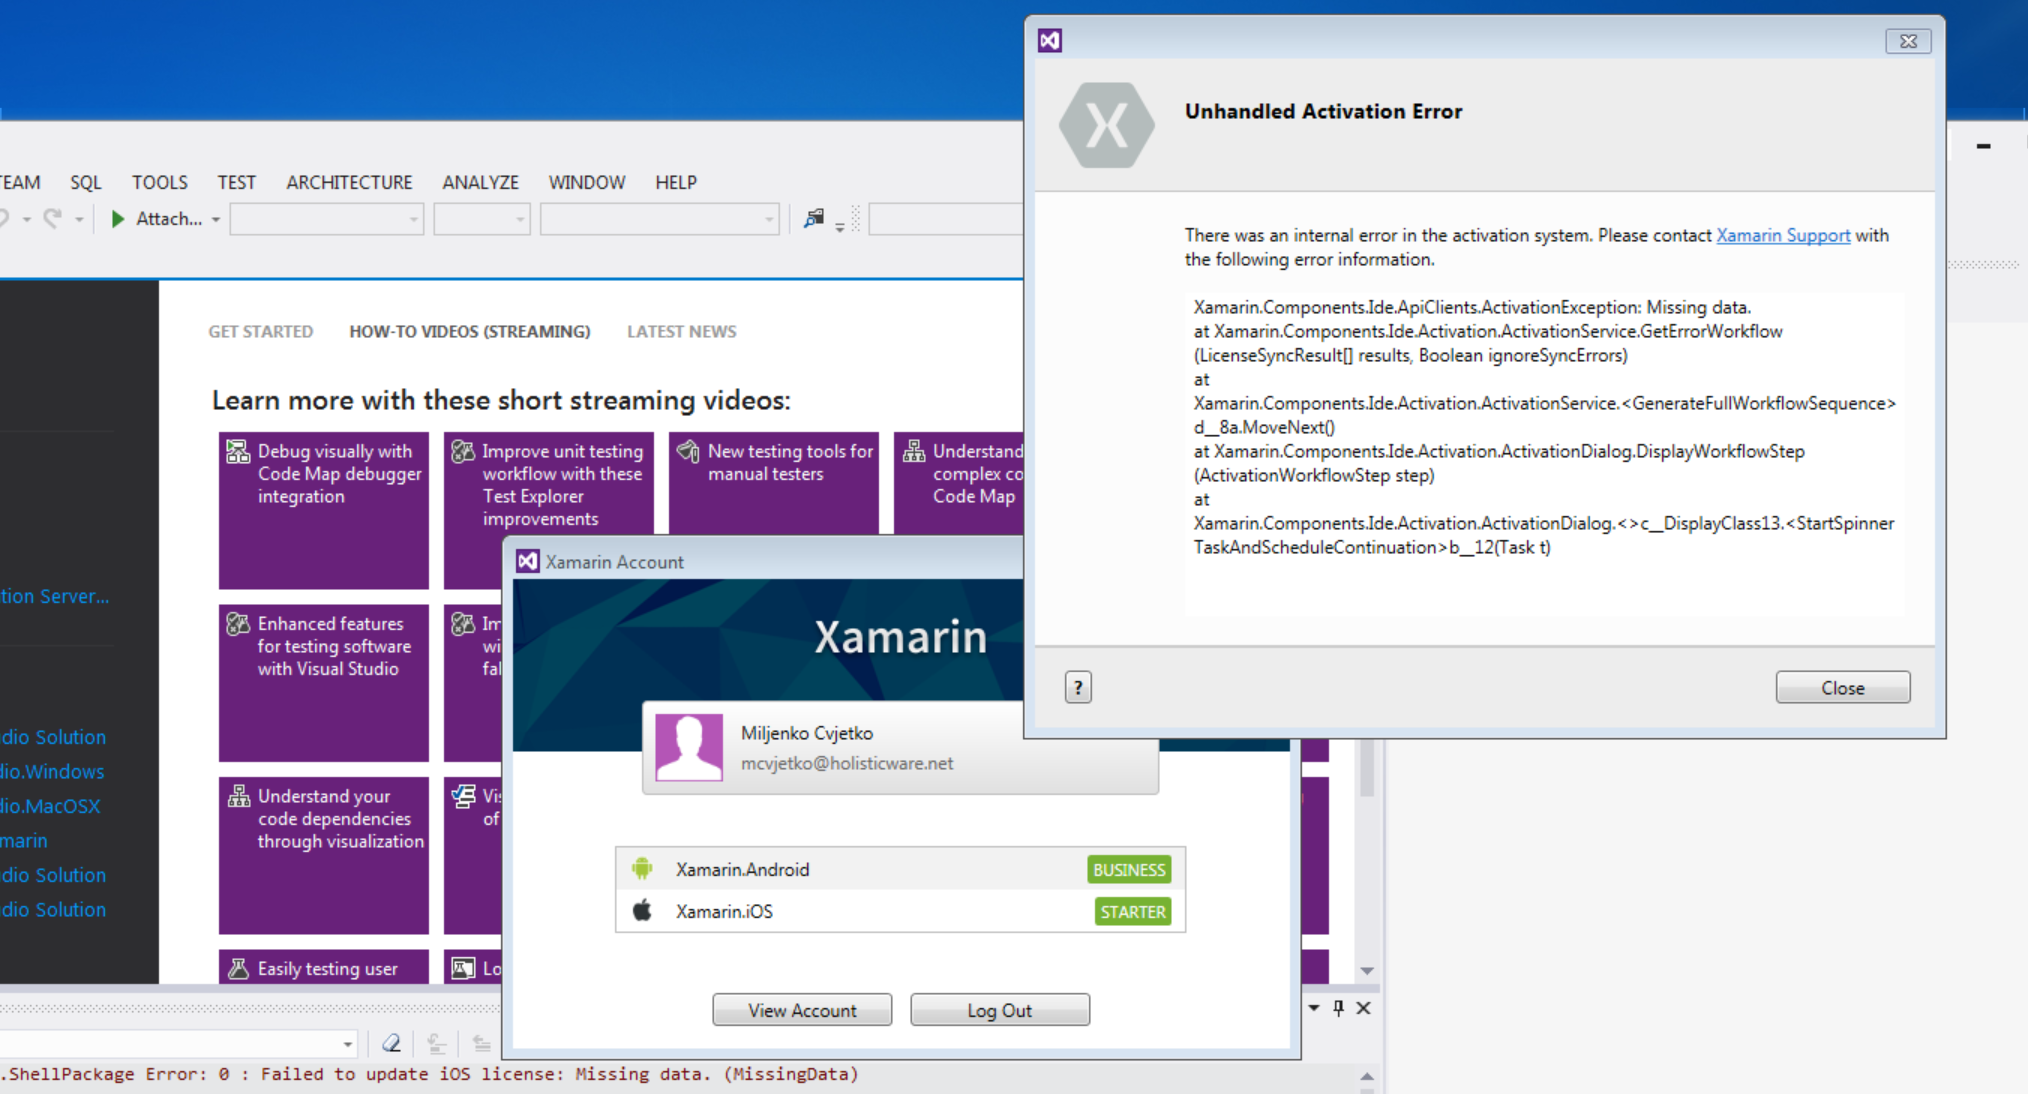 TEAM SQL TOOLS TEST ARCHITECTURE ANALYZE WINDOW HELP
Attach...
GET STARTED HOW-TO VIDEOS (STREAMING) LATEST NEWS
Learn more with these short streaming videos:
Debug visually with
Code Map debugger
integration
Improve unit testing
workflow with these
Test Explorer
improvements
New testing tools for
manual testers
Understand
complex co
Code Map
tion Server...
Enhanced features
for testing software
with Visual Studio
Im
wi
fal
dio Solution
dio.Windows
dio.MacOSX
marin
dio Solution
dio Solution
Understand your
code dependencies
through visualization
Vis
of
Easily testing user
Lo
Xamarin Account
Xamarin
Miljenko Cvjetko
mcvjetko@holisticware.net
Xamarin.Android BUSINESS
Xamarin.iOS STARTER
View Account Log Out
.ShellPackage Error: 0 : Failed to update iOS license: Missing data. (MissingData)
X
Unhandled Activation Error
There was an internal error in the activation system. Please contact Xamarin Support with
the following error information.
Xamarin.Components.Ide.ApiClients.ActivationException: Missing data.
at Xamarin.Components.Ide.Activation.ActivationService.GetErrorWorkflow
(LicenseSyncResult[] results, Boolean ignoreSyncErrors)
at
Xamarin.Components.Ide.Activation.ActivationService.<GenerateFullWorkflowSequence>
d__8a.MoveNext()
at Xamarin.Components.Ide.Activation.ActivationDialog.DisplayWorkflowStep
(ActivationWorkflowStep step)
at
Xamarin.Components.Ide.Activation.ActivationDialog.<>c__DisplayClass13.<StartSpinner
TaskAndScheduleContinuation>b__12(Task t)
? Close